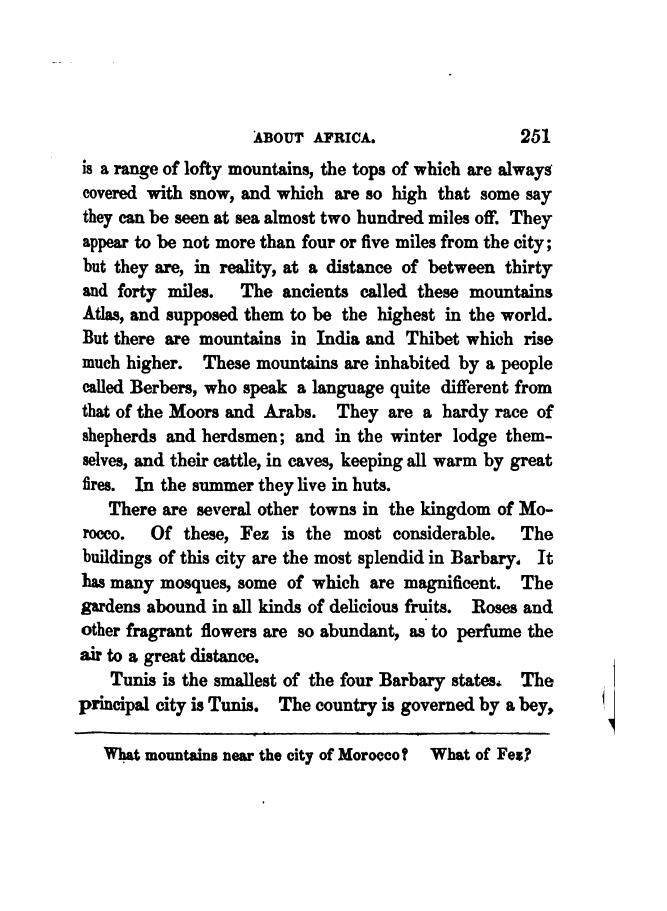 ABOUT AFRICA. 251
is a range of lofty mountains, the tops of which are always
covered with snow, and which are so high that some say
they can be seen at sea almost two hundred miles off. They
appear to be not more than four or five miles from the city;
but they are, in reality, at a distance of between thirty
and forty miles. The ancients called these mountains
Atlas, and supposed them to be the highest in the world.
But there are mountains in India and Thibet which rise
much higher. These mountains are inhabited by a people
called Berbers, who speak a language quite different from
that of the Moors and Arabs. They are a hardy race of
shepherds and herdsmen; and in the winter lodge them-
selves, and their cattle, in caves, keeping all warm by great
fires. In the summer they live in huts.
There are several other towns in the kingdom of Mo-
rocco. Of these, Fez is the most considerable. The
buildings of this city are the most splendid in Barbary. It
has many mosques, some of which are magnificent. The
gardens abound in all kinds of delicious fruits. Roses and
other fragrant flowers are so abundant, as to perfume the
air to a great distance.
Tunis is the smallest of the four Barbary states. The
principal city is Tunis. The country is governed by a bey,
What mountains near the city of Morocco? What of Fez?